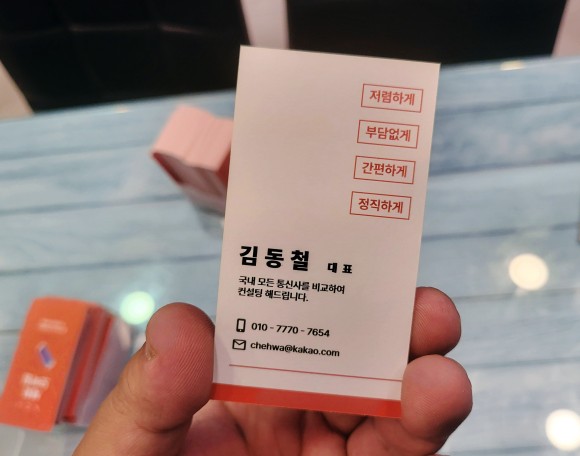 저렴하게
부담없게
간편하게
정직하게
김동철 대표
국내 모든 통신사를 비교하여
컨설팅 해드립니다.
010 - 7770 - 7654
chehwa@kakao.com